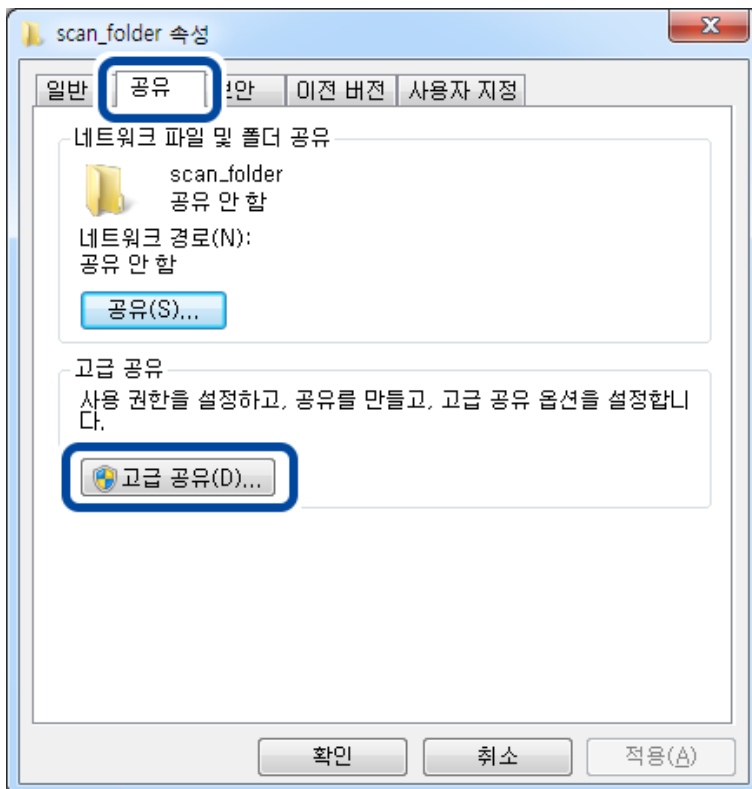 scan_folder 속성
일반
공유
이전 버전
사용자 지정
네트워크 파일 및 폴더 공유
scan_folder
공유 안 함
네트워크 경로(N):
공유 안 함
공유(S)...
고급 공유
사용 권한을 설정하고, 공유를 만들고, 고급 공유 옵션을 설정합니
다.
고급 공유(D)...
확인
취소
적용(A)